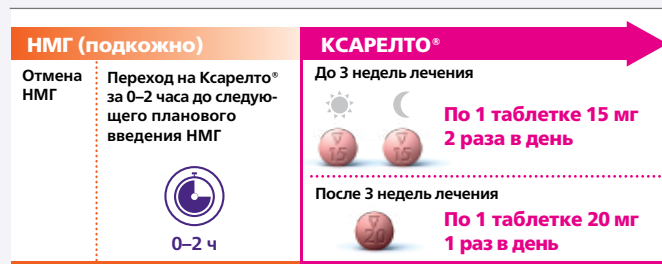 НМГ (подкожно)
КСАРЕЛТО®
Отмена
НМГ
Переход на Ксарелто®
за 0–2 часа до следую-
щего планового
введения НМГ
0–2 ч
До 3 недель лечения
15
15
По 1 таблетке 15 мг
2 раза в день
После 3 недель лечения
20
По 1 таблетке 20 мг
1 раз в день